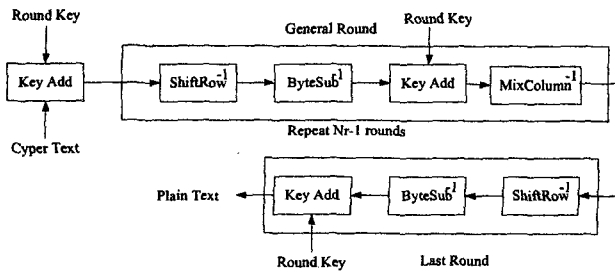 Round Key
General Round
Round Key
Key Add
ShiftRow -1
ByteSub -1
Key Add
MixColumn -1
Cyper Text
Repeat Nr-1 rounds
Plain Text
Key Add
ByteSub -1
ShiftRow -1
Round Key
Last Round